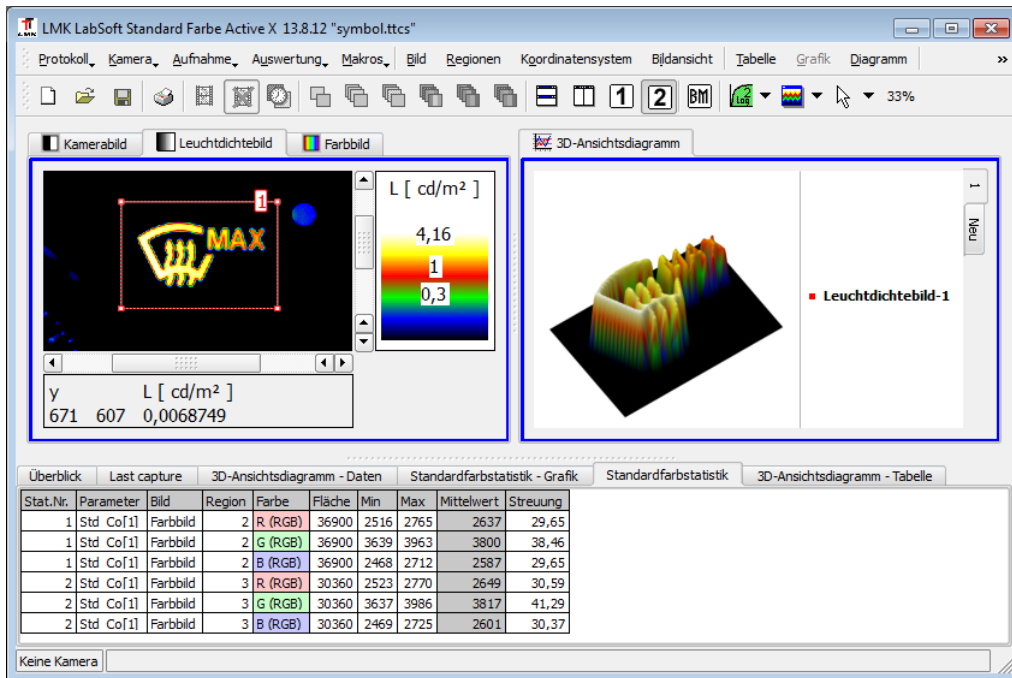 LMK LabSoft Standard Farbe Active X 13.8.12 "symbol.ttcs"
Protokoll Kamera Aufnahme Auswertung Makros Bild Regionen Koordinatensystem Bildansicht Tabelle Grafik Diagramm »
1 2 BM LOG 33%
Kamerabild Leuchtdichtebild Farbbild
3D-Ansichtsdiagramm
1
MAX
L [ cd/m² ]
4,16
1
0,3
y L [ cd/m² ]
671 607 0,0068749
Leuchtdichtebild-1
1
Neu
Überblick Last capture 3D-Ansichtsdiagramm - Daten Standardfarbstatistik - Grafik Standardfarbstatistik 3D-Ansichtsdiagramm - Tabelle
Stat.Nr. Parameter Bild Region Farbe Fläche Min Max Mittelwert Streuung
1 Std Co[1] Farbbild 2 R (RGB) 36900 2516 2765 2637 29,65
1 Std Co[1] Farbbild 2 G (RGB) 36900 3639 3963 3800 38,46
1 Std Co[1] Farbbild 2 B (RGB) 36900 2468 2712 2587 29,65
2 Std Co[1] Farbbild 3 R (RGB) 30360 2523 2770 2649 30,59
2 Std Co[1] Farbbild 3 G (RGB) 30360 3637 3986 3817 41,29
2 Std Co[1] Farbbild 3 B (RGB) 30360 2469 2725 2601 30,37
Keine Kamera